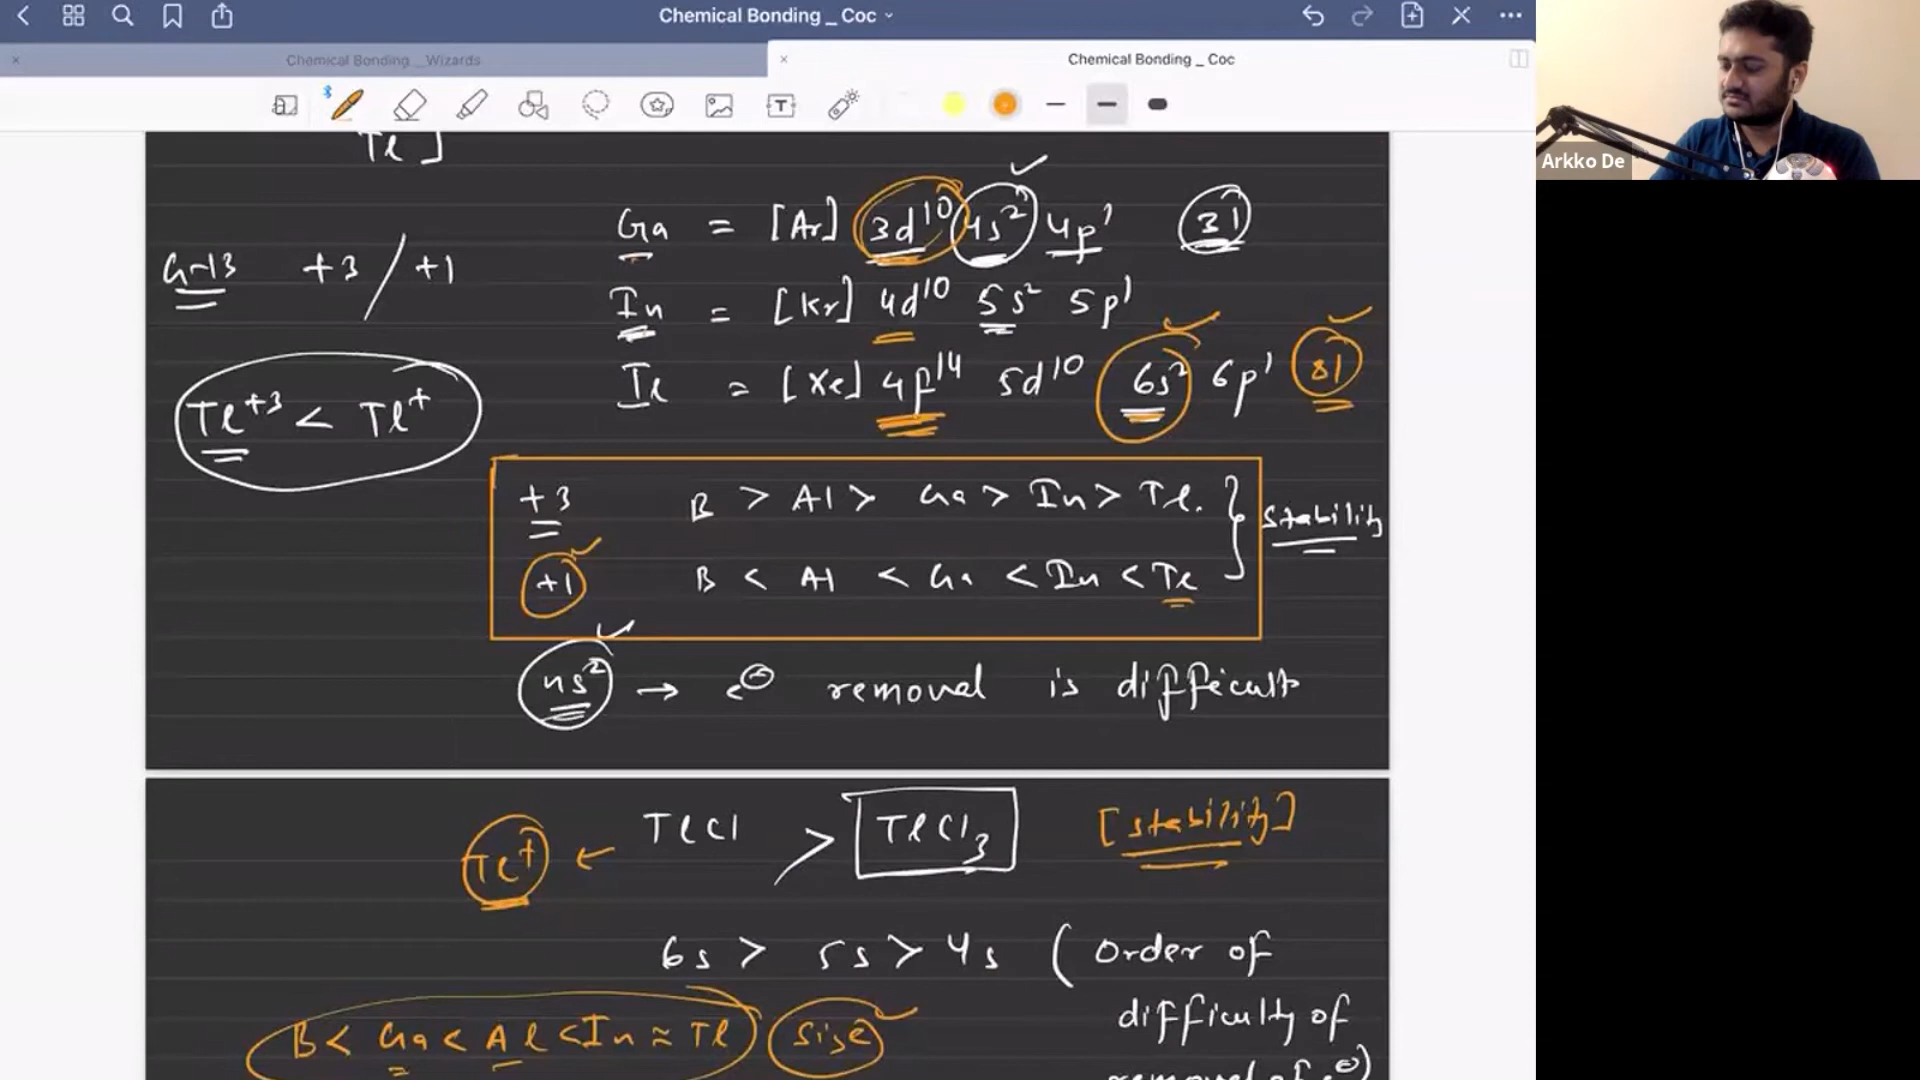 Chemical Bonding _ Coc
Chemical Bonding _ Wizards
Chemical Bonding _ Coc
Arkko De
Tl ]
Ga = [Ar] 3d10 4s2 4p1 31
Gr-13 +3 / +1
In = [Kr] 4d10 5s2 5p1
Tl = [Xe] 4f14 5d10 6s2 6p1 81
Tl+3 < Tl+
+3 B > Al > Ga > In > Tl. } stability
+1 B < Al < Ga < In < Tl
ns2 → e⊖ removal is difficult
Tl+ ← TlCl > TlCl3 [stability]
6s > 5s > 4s ( order of
difficulty of
B < Ga < Al < In ≈ Tl size
removal of e⊖)